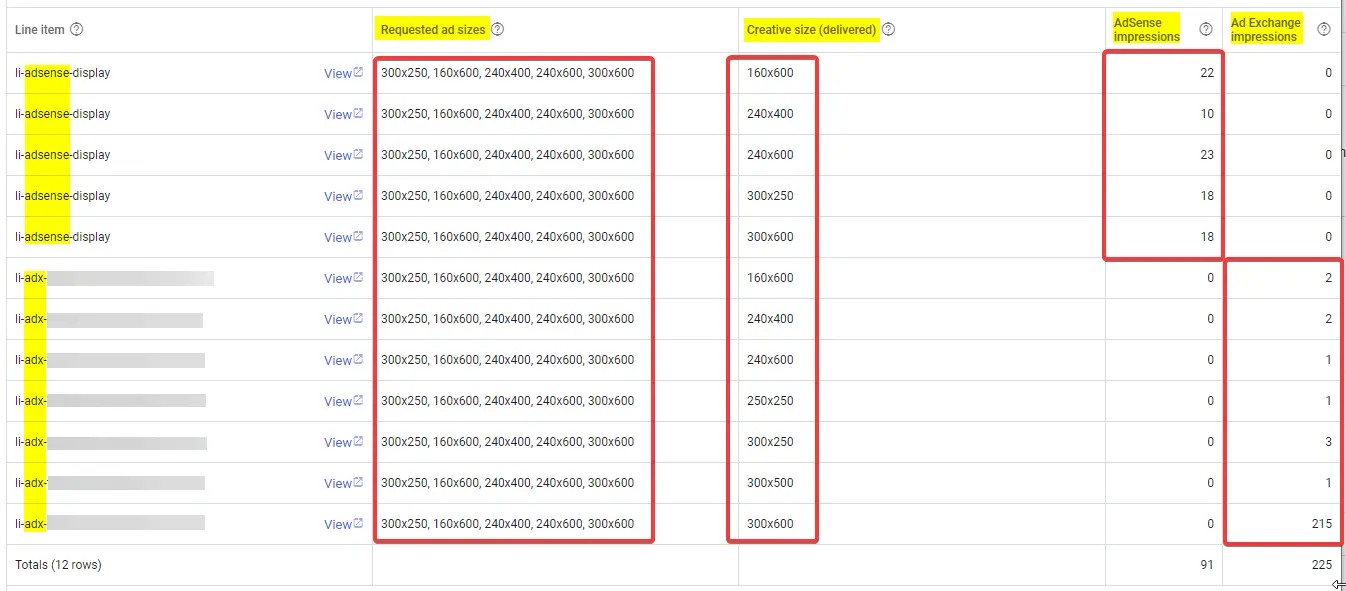 Line item Requested ad sizes Creative size (delivered) AdSense impressions Ad Exchange impressions
li-adsense-display View 300x250, 160x600, 240x400, 240x600, 300x600 160x600 22 0
li-adsense-display View 300x250, 160x600, 240x400, 240x600, 300x600 240x400 10 0
li-adsense-display View 300x250, 160x600, 240x400, 240x600, 300x600 240x600 23 0
li-adsense-display View 300x250, 160x600, 240x400, 240x600, 300x600 300x250 18 0
li-adsense-display View 300x250, 160x600, 240x400, 240x600, 300x600 300x600 18 0
li-adx- View 300x250, 160x600, 240x400, 240x600, 300x600 160x600 0 2
li-adx- View 300x250, 160x600, 240x400, 240x600, 300x600 240x400 0 2
li-adx- View 300x250, 160x600, 240x400, 240x600, 300x600 240x600 0 1
li-adx- View 300x250, 160x600, 240x400, 240x600, 300x600 250x250 0 1
li-adx- View 300x250, 160x600, 240x400, 240x600, 300x600 300x250 0 3
li-adx- View 300x250, 160x600, 240x400, 240x600, 300x600 300x500 0 1
li-adx- View 300x250, 160x600, 240x400, 240x600, 300x600 300x600 0 215
Totals (12 rows) 91 225